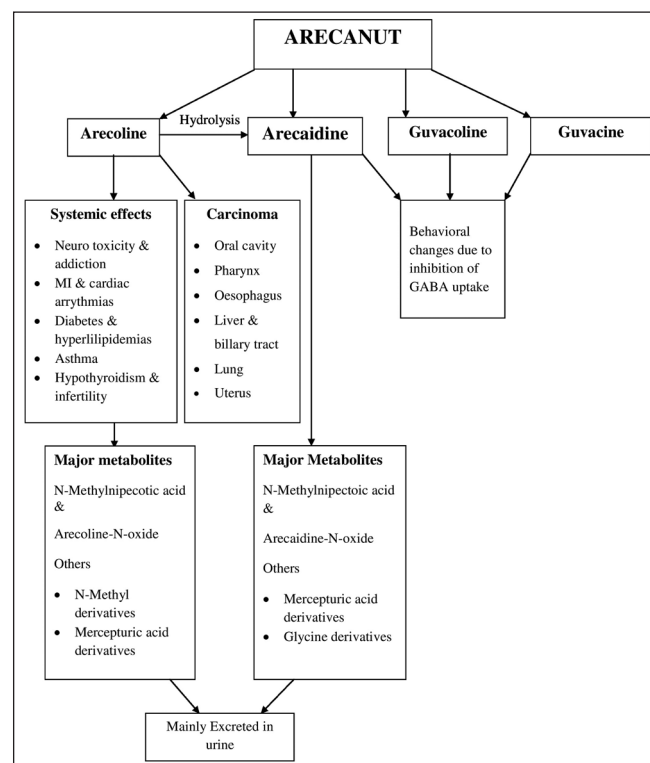 ARECANUT
Hydrolysis
Arecoline
Arecaidine
Guvacoline
Guvacine
Systemic effects
• Neuro toxicity &
addiction
• MI & cardiac
arrythmias
• Diabetes &
hyperlilipidemias
• Asthma
• Hypothyroidism &
infertility
Carcinoma
• Oral cavity
• Pharynx
• Oesophagus
• Liver &
billary tract
• Lung
• Uterus
Behavioral
changes due to
inhibition of
GABA uptake
Major metabolites
N-Methylnipecotic acid
&
Arecoline-N-oxide
Others
• N-Methyl
derivatives
• Mercepturic acid
derivatives
Major Metabolites
N-Methylnipectoic acid
&
Arecaidine-N-oxide
Others
• Mercepturic acid
derivatives
• Glycine derivatives
Mainly Excreted in
urine